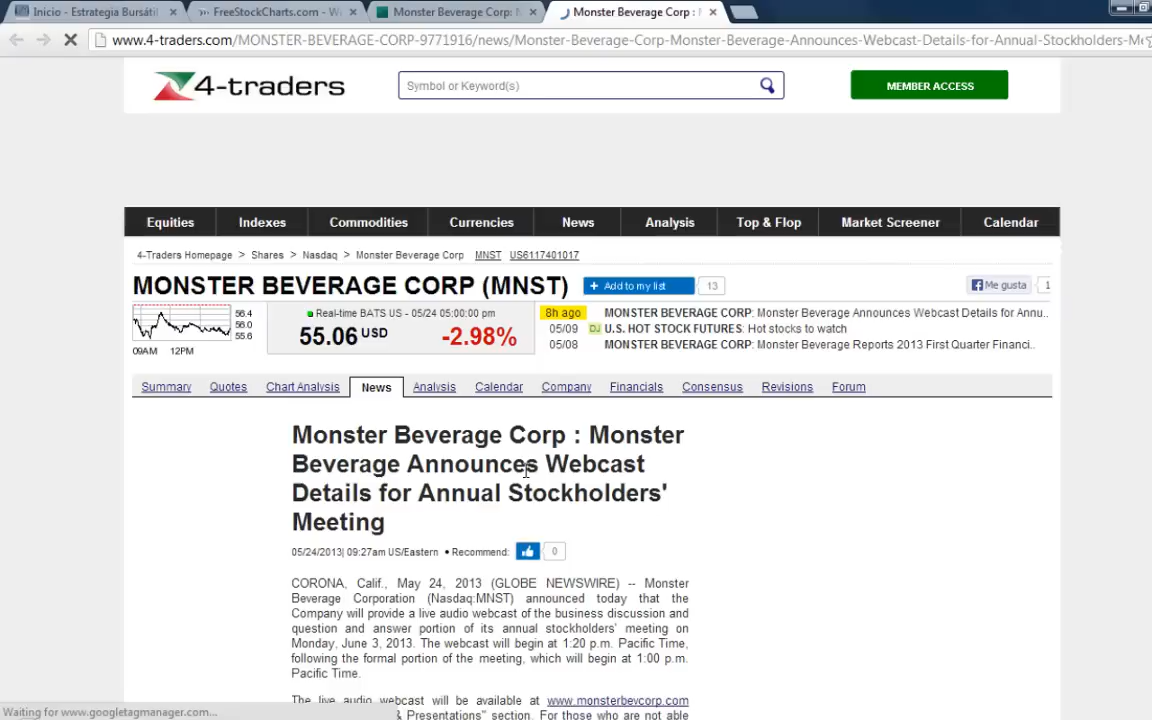 Inicio - Estrategia Bursátil
FreeStockCharts.com - W
Monster Beverage Corp:
Monster Beverage Corp :
www.4-traders.com/MONSTER-BEVERAGE-CORP-9771916/news/Monster-Beverage-Corp-Monster-Beverage-Announces-Webcast-Details-for-Annual-Stockholders-M
4-traders
Symbol or Keyword(s)
MEMBER ACCESS
Equities Indexes Commodities Currencies News Analysis Top & Flop Market Screener Calendar
4-Traders Homepage > Shares > Nasdaq > Monster Beverage Corp MNST US6117401017
MONSTER BEVERAGE CORP (MNST) + Add to my list 13 Me gusta 1
56.4
56.0
55.6
09AM 12PM
Real-time BATS US - 05/24 05:00:00 pm
55.06 USD -2.98%
8h ago MONSTER BEVERAGE CORP: Monster Beverage Announces Webcast Details for Annu..
05/09 DJ U.S. HOT STOCK FUTURES: Hot stocks to watch
05/08 MONSTER BEVERAGE CORP: Monster Beverage Reports 2013 First Quarter Financi..
Summary Quotes Chart Analysis News Analysis Calendar Company Financials Consensus Revisions Forum
Monster Beverage Corp : Monster
Beverage Announces Webcast
Details for Annual Stockholders'
Meeting
05/24/2013| 09:27am US/Eastern • Recommend: 0
CORONA, Calif., May 24, 2013 (GLOBE NEWSWIRE) -- Monster
Beverage Corporation (Nasdaq:MNST) announced today that the
Company will provide a live audio webcast of the business discussion and
question and answer portion of its annual stockholders' meeting on
Monday, June 3, 2013. The webcast will begin at 1:20 p.m. Pacific Time,
following the formal portion of the meeting, which will begin at 1:00 p.m.
Pacific Time.
The live audio webcast will be available at www.monsterbevcorp.com
& Presentations" section. For those who are not able
Waiting for www.googletagmanager.com...